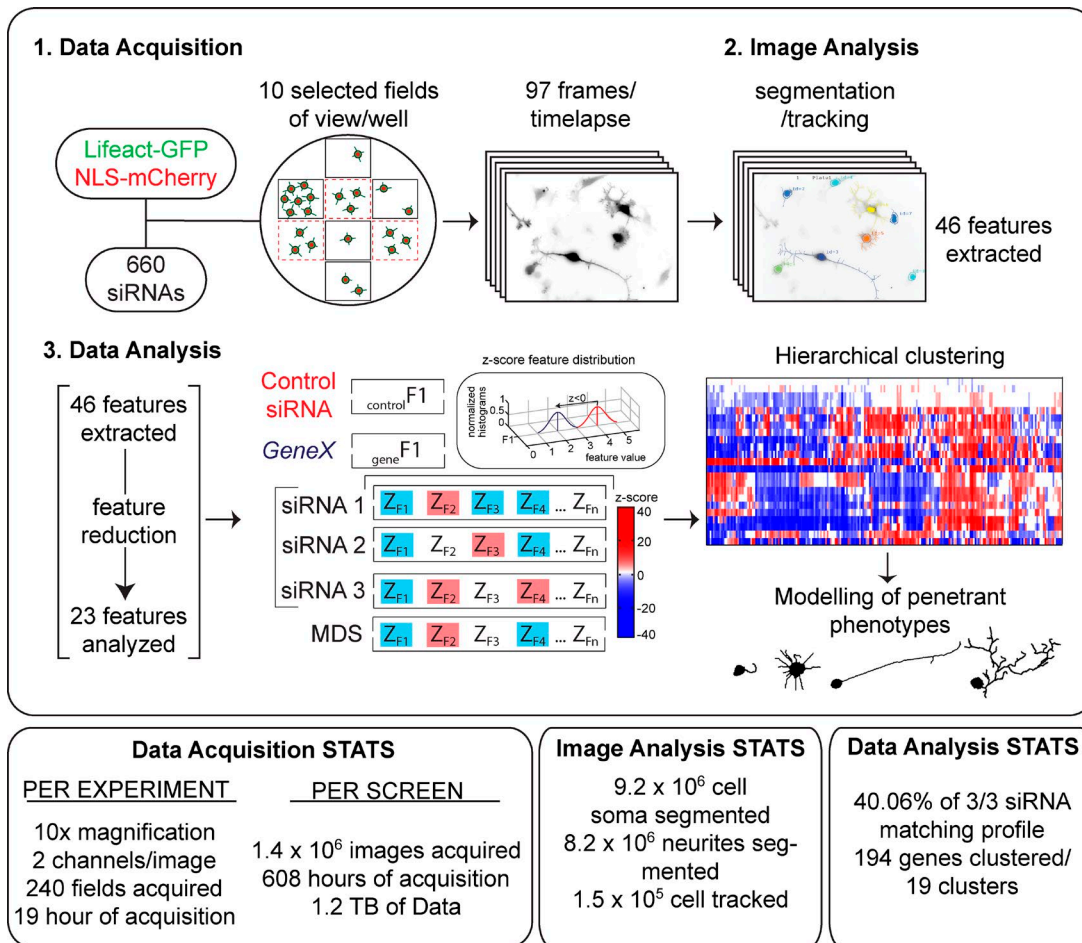 1. Data Acquisition
2. Image Analysis
10 selected fields
of view/well
97 frames/
timelapse
segmentation
/tracking
Lifeact-GFP
NLS-mCherry
660
siRNAs
46 features
extracted
3. Data Analysis
46 features
extracted
feature
reduction
23 features
analyzed
Control
siRNA
controlF1
GeneX
geneF1
z-score feature distribution
normalized
histograms
1
0.5
0
F1
z<0
0 1 2 3 4 5
feature value
siRNA 1 ZF1 ZF2 ZF3 ZF4 ... ZFn
siRNA 2 ZF1 ZF2 ZF3 ZF4 ... ZFn
siRNA 3 ZF1 ZF2 ZF3 ZF4 ... ZFn
MDS ZF1 ZF2 ZF3 ZF4 ... ZFn
z-score
40
20
0
-20
-40
Hierarchical clustering
Modelling of penetrant
phenotypes
Data Acquisition STATS
PER EXPERIMENT
10x magnification
2 channels/image
240 fields acquired
19 hour of acquisition
PER SCREEN
1.4 x 10⁶ images acquired
608 hours of acquisition
1.2 TB of Data
Image Analysis STATS
9.2 x 10⁶ cell
soma segmented
8.2 x 10⁶ neurites seg-
mented
1.5 x 10⁵ cell tracked
Data Analysis STATS
40.06% of 3/3 siRNA
matching profile
194 genes clustered/
19 clusters